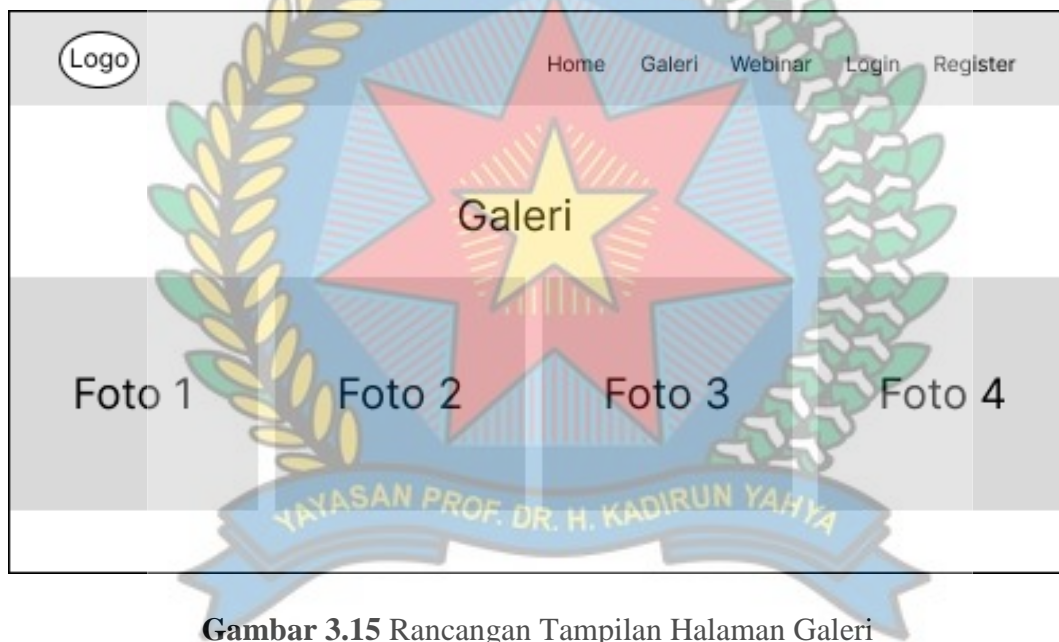 Logo
Home Galeri Webinar Login Register
Galeri
Foto 1 Foto 2 Foto 3 Foto 4
YAYASAN PROF. DR. H. KADIRUN YAHYA
Gambar 3.15 Rancangan Tampilan Halaman Galeri